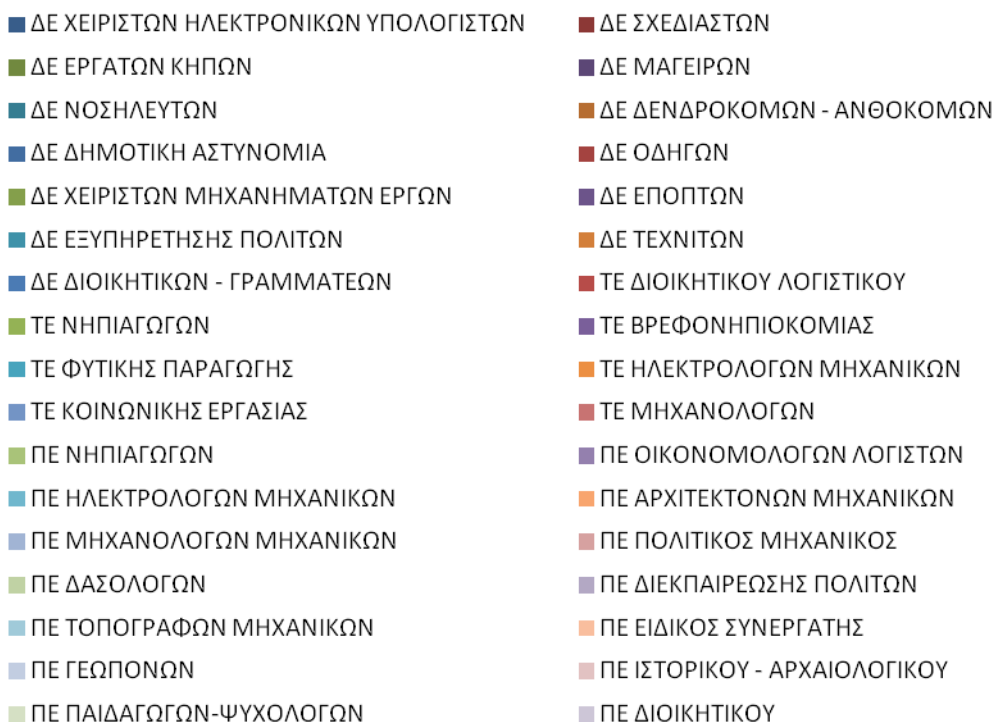 ΔΕ ΧΕΙΡΙΣΤΩΝ ΗΛΕΚΤΡΟΝΙΚΩΝ ΥΠΟΛΟΓΙΣΤΩΝ
ΔΕ ΣΧΕΔΙΑΣΤΩΝ
ΔΕ ΕΡΓΑΤΩΝ ΚΗΠΩΝ
ΔΕ ΜΑΓΕΙΡΩΝ
ΔΕ ΝΟΣΗΛΕΥΤΩΝ
ΔΕ ΔΕΝΔΡΟΚΟΜΩΝ - ΑΝΘΟΚΟΜΩΝ
ΔΕ ΔΗΜΟΤΙΚΗ ΑΣΤΥΝΟΜΙΑ
ΔΕ ΟΔΗΓΩΝ
ΔΕ ΧΕΙΡΙΣΤΩΝ ΜΗΧΑΝΗΜΑΤΩΝ ΕΡΓΩΝ
ΔΕ ΕΠΟΠΤΩΝ
ΔΕ ΕΞΥΠΗΡΕΤΗΣΗΣ ΠΟΛΙΤΩΝ
ΔΕ ΤΕΧΝΙΤΩΝ
ΔΕ ΔΙΟΙΚΗΤΙΚΩΝ - ΓΡΑΜΜΑΤΕΩΝ
ΤΕ ΔΙΟΙΚΗΤΙΚΟΥ ΛΟΓΙΣΤΙΚΟΥ
ΤΕ ΝΗΠΙΑΓΩΓΩΝ
ΤΕ ΒΡΕΦΟΝΗΠΙΟΚΟΜΙΑΣ
ΤΕ ΦΥΤΙΚΗΣ ΠΑΡΑΓΩΓΗΣ
ΤΕ ΗΛΕΚΤΡΟΛΟΓΩΝ ΜΗΧΑΝΙΚΩΝ
ΤΕ ΚΟΙΝΩΝΙΚΗΣ ΕΡΓΑΣΙΑΣ
ΤΕ ΜΗΧΑΝΟΛΟΓΩΝ
ΠΕ ΝΗΠΙΑΓΩΓΩΝ
ΠΕ ΟΙΚΟΝΟΜΟΛΟΓΩΝ ΛΟΓΙΣΤΩΝ
ΠΕ ΗΛΕΚΤΡΟΛΟΓΩΝ ΜΗΧΑΝΙΚΩΝ
ΠΕ ΑΡΧΙΤΕΚΤΟΝΩΝ ΜΗΧΑΝΙΚΩΝ
ΠΕ ΜΗΧΑΝΟΛΟΓΩΝ ΜΗΧΑΝΙΚΩΝ
ΠΕ ΠΟΛΙΤΙΚΟΣ ΜΗΧΑΝΙΚΟΣ
ΠΕ ΔΑΣΟΛΟΓΩΝ
ΠΕ ΔΙΕΚΠΑΙΡΕΩΣΗΣ ΠΟΛΙΤΩΝ
ΠΕ ΤΟΠΟΓΡΑΦΩΝ ΜΗΧΑΝΙΚΩΝ
ΠΕ ΕΙΔΙΚΟΣ ΣΥΝΕΡΓΑΤΗΣ
ΠΕ ΓΕΩΠΟΝΩΝ
ΠΕ ΙΣΤΟΡΙΚΟΥ - ΑΡΧΑΙΟΛΟΓΙΚΟΥ
ΠΕ ΠΑΙΔΑΓΩΓΩΝ-ΨΥΧΟΛΟΓΩΝ
ΠΕ ΔΙΟΙΚΗΤΙΚΟΥ